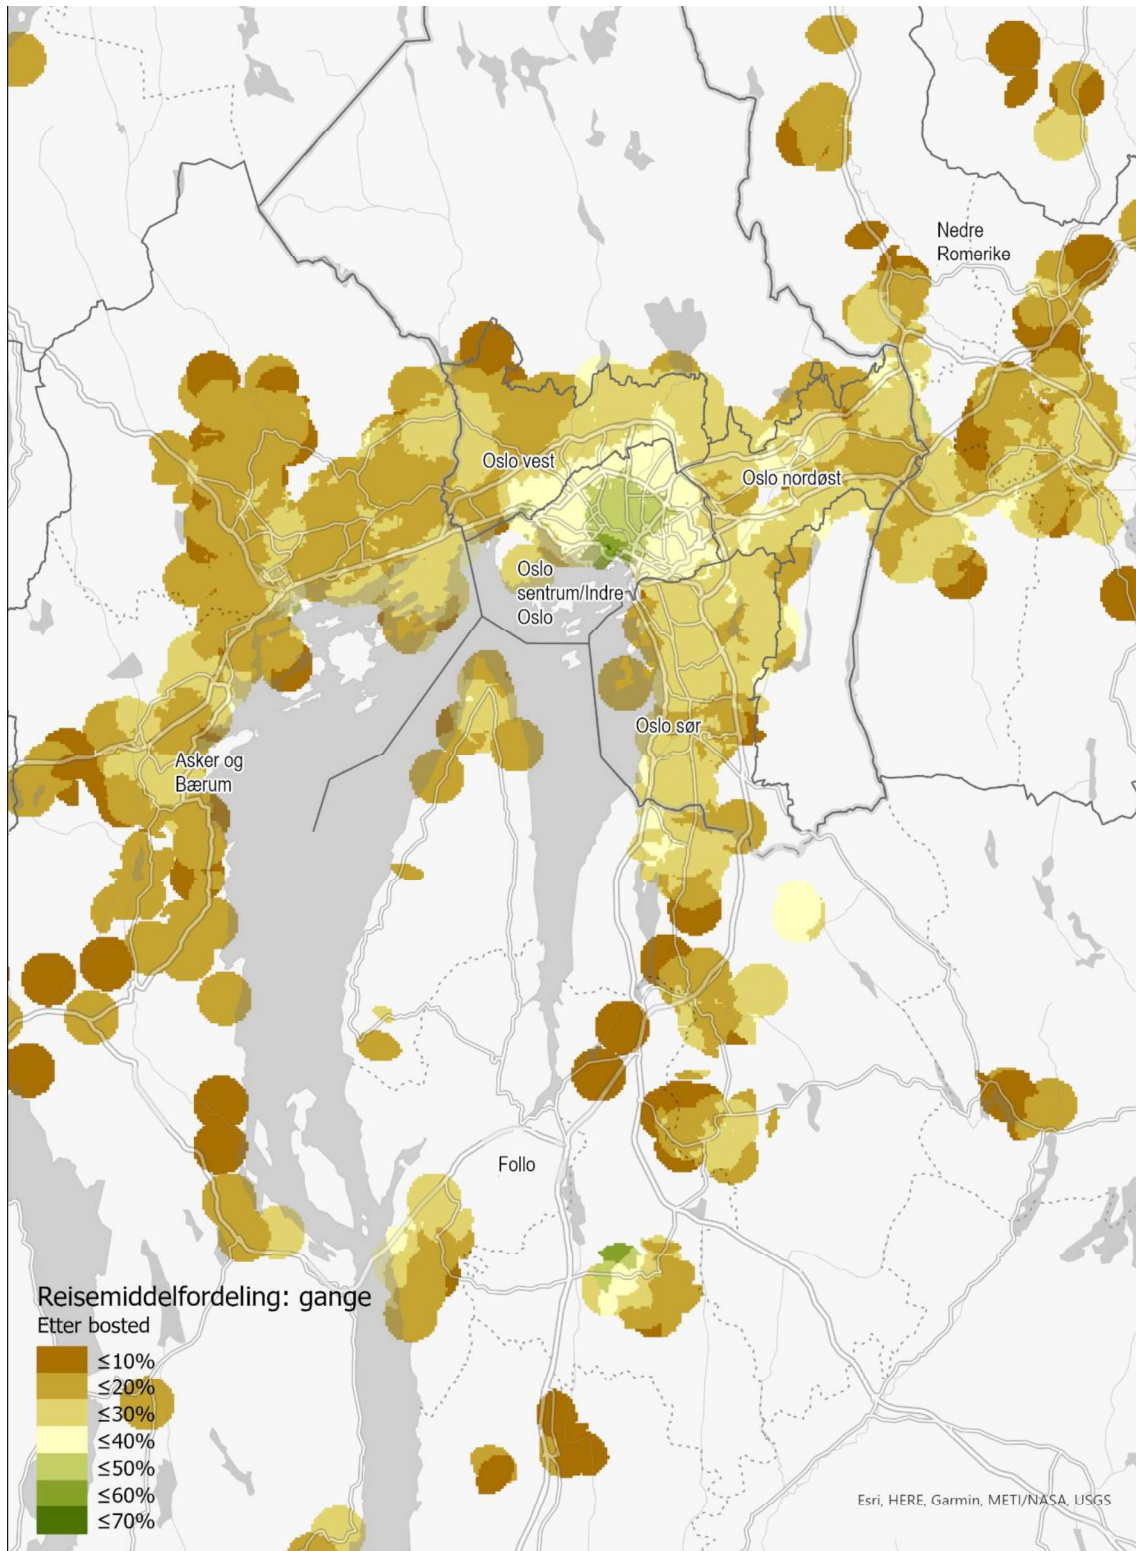 Nedre
Romerike
Oslo vest
Oslo nordøst
Oslo
sentrum/Indre
Oslo
Oslo sør
Asker og
Bærum
Follo
Reisemiddelfordeling: gange
Etter bosted
≤10%
≤20%
≤30%
≤40%
≤50%
≤60%
≤70%
Esri, HERE, Garmin, METI/NASA, USGS